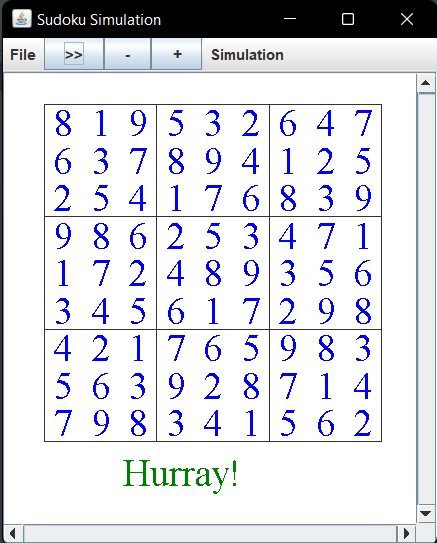 Sudoku Simulation
File >> - + Simulation
8 1 9 5 3 2 6 4 7
6 3 7 8 9 4 1 2 5
2 5 4 1 7 6 8 3 9
9 8 6 2 5 3 4 7 1
1 7 2 4 8 9 3 5 6
3 4 5 6 1 7 2 9 8
4 2 1 7 6 5 9 8 3
5 6 3 9 2 8 7 1 4
7 9 8 3 4 1 5 6 2
Hurray!